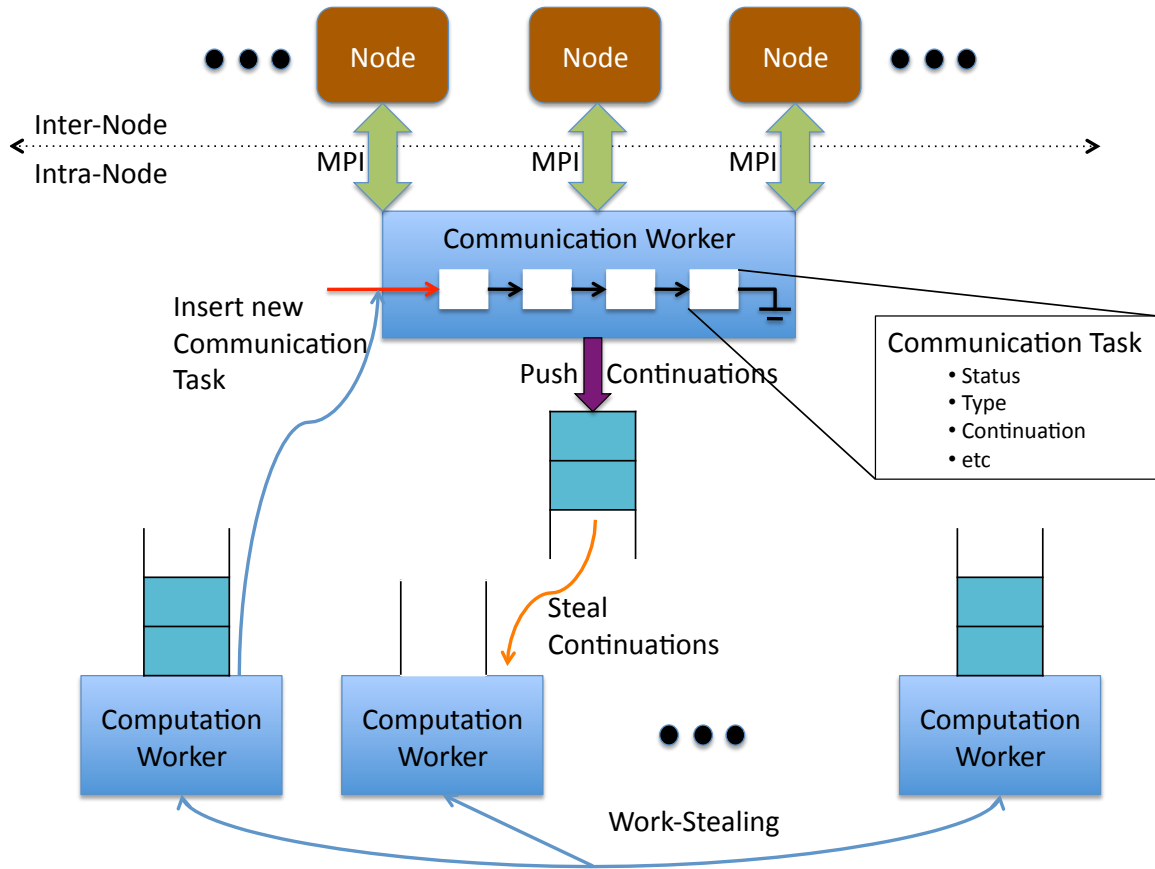 Node
Node
Node
Inter-Node
Intra-Node
MPI
MPI
MPI
Communication Worker
Insert new
Communication
Task
Communication Task
• Status
• Type
• Continuation
• etc
Push Continuations
Steal
Continuations
Computation
Worker
Computation
Worker
Computation
Worker
Work-Stealing